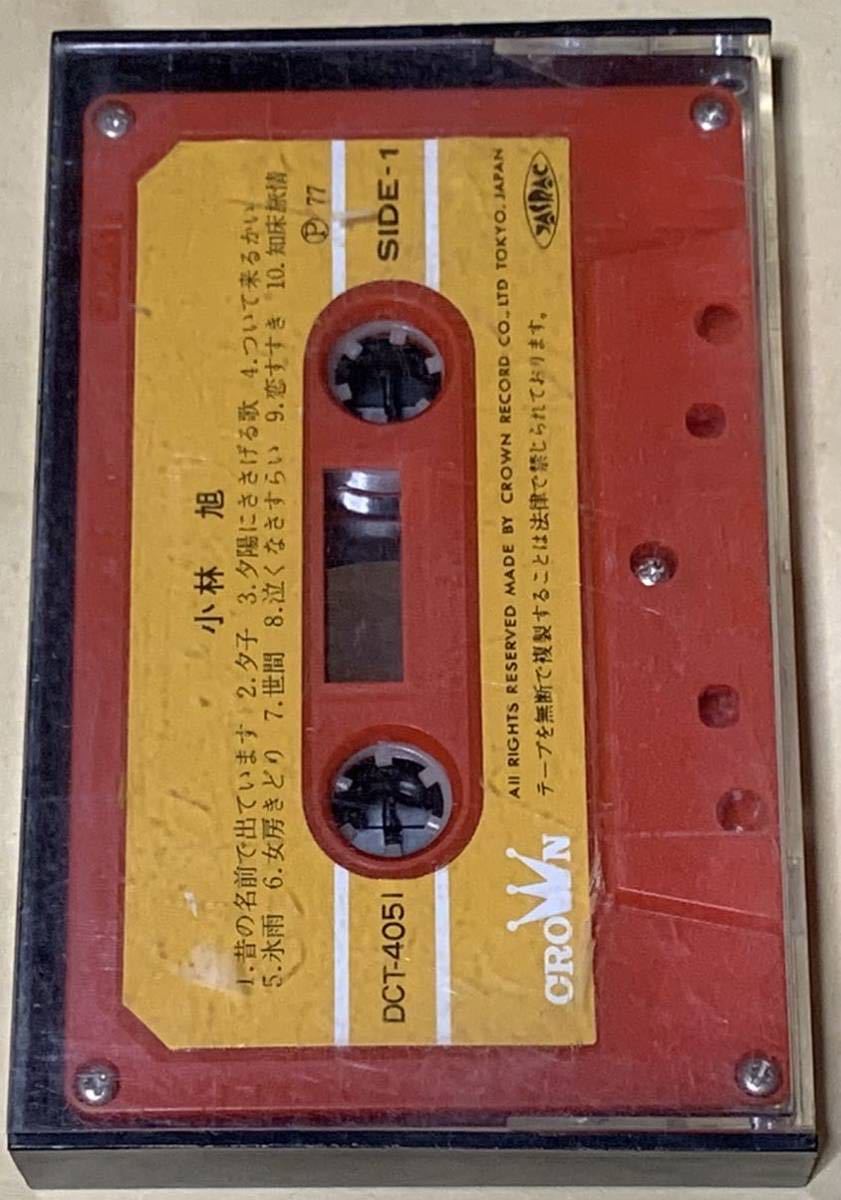 小林 旭
1.昔の名前で出ています 2.夕子 3.夕陽にささげる歌 4.ついて来るかい
5.氷雨 6.女房きどり 7.世間 8.泣くなさすらい 9.恋すすき 10.知床旅情
Ⓟ 77
DCT-4051 SIDE-1
CROWN
All RIGHTS RESERVED MADE BY CROWN RECORD CO., LTD TOKYO. JAPAN
テープを無断で複製することは法律で禁じられております。
JASRAC